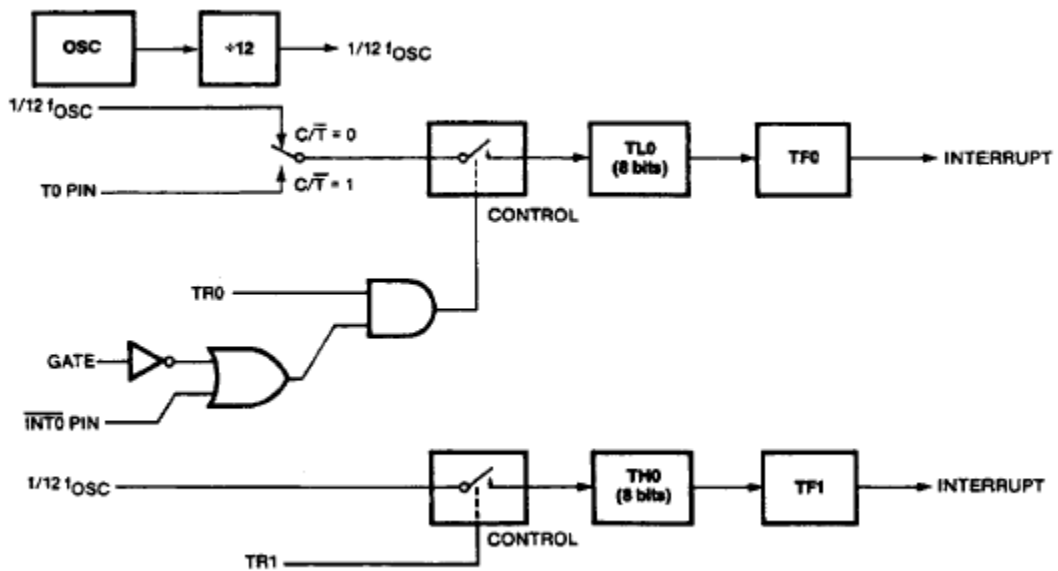 OSC
÷12
1/12 fOSC
1/12 fOSC
C/T̅ = 0
TL0
(8 bits)
TF0
INTERRUPT
T0 PIN
C/T̅ = 1
CONTROL
TR0
GATE
I̅N̅T̅0̅ PIN
1/12 fOSC
TH0
(8 bits)
TF1
INTERRUPT
CONTROL
TR1